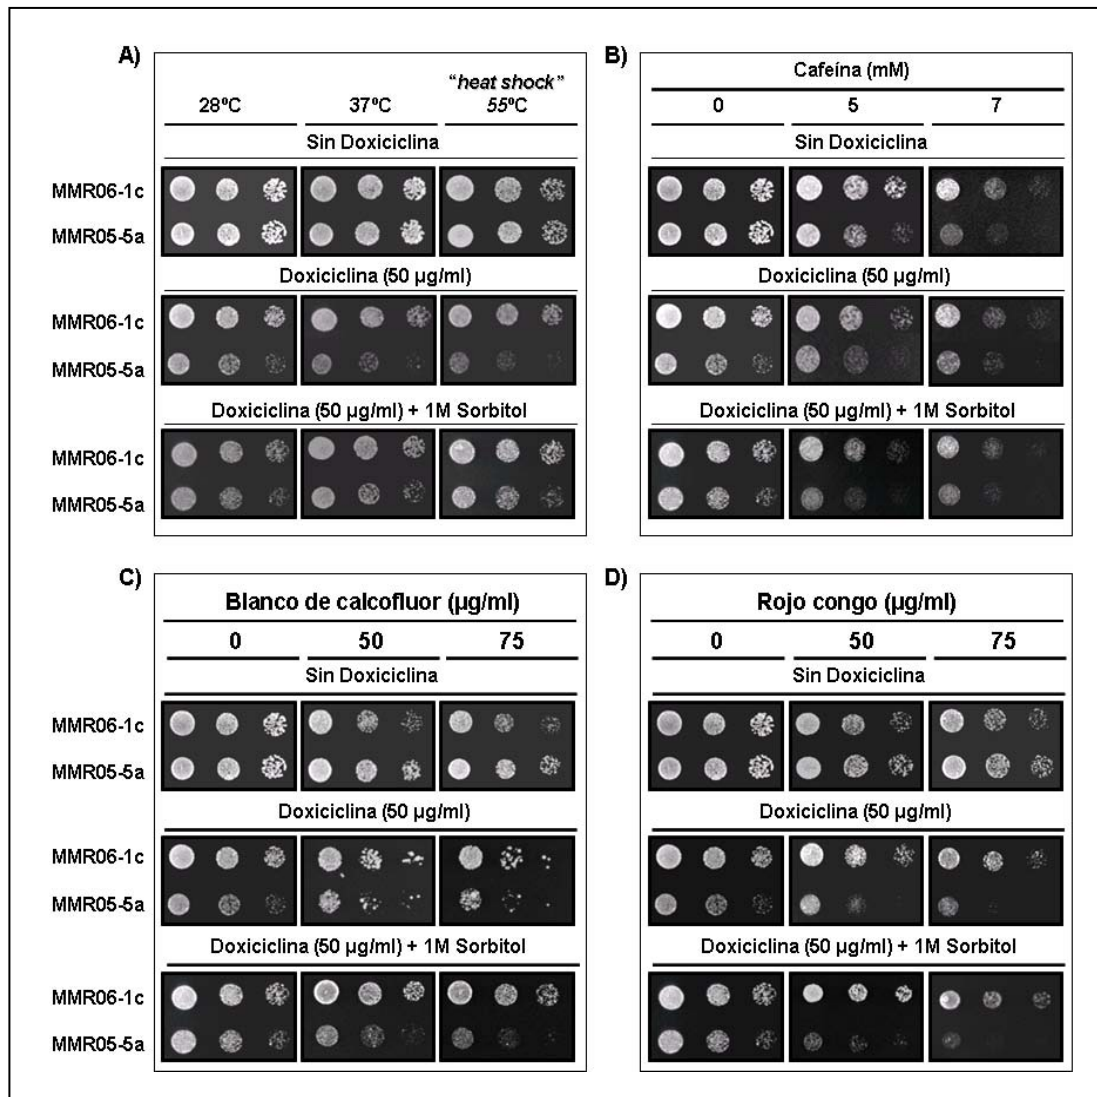 A)
"heat shock"
28ºC 37ºC 55ºC
Sin Doxiciclina
MMR06-1c
MMR05-5a
Doxiciclina (50 µg/ml)
MMR06-1c
MMR05-5a
Doxiciclina (50 µg/ml) + 1M Sorbitol
MMR06-1c
MMR05-5a
B)
Cafeína (mM)
0 5 7
Sin Doxiciclina
Doxiciclina (50 µg/ml)
Doxiciclina (50 µg/ml) + 1M Sorbitol
C)
Blanco de calcofluor (µg/ml)
0 50 75
Sin Doxiciclina
MMR06-1c
MMR05-5a
Doxiciclina (50 µg/ml)
MMR06-1c
MMR05-5a
Doxiciclina (50 µg/ml) + 1M Sorbitol
MMR06-1c
MMR05-5a
D)
Rojo congo (µg/ml)
0 50 75
Sin Doxiciclina
Doxiciclina (50 µg/ml)
Doxiciclina (50 µg/ml) + 1M Sorbitol